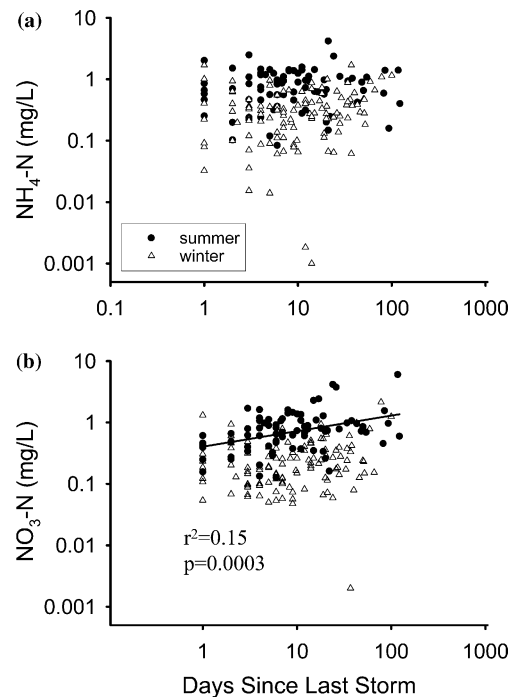 (a)
10
1
0.1
0.01
0.001
NH4-N (mg/L)
summer
winter
0.1 1 10 100 1000
(b)
10
1
0.1
0.01
0.001
NO3-N (mg/L)
r²=0.15
p=0.0003
0.1 1 10 100 1000
Days Since Last Storm